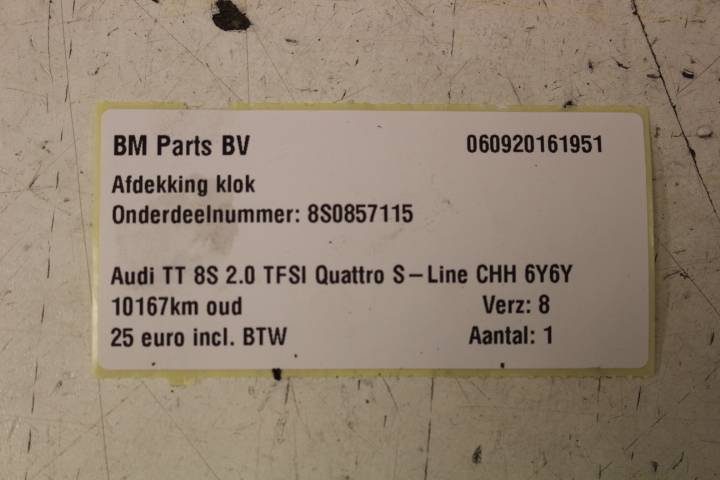 BM Parts BV 060920161951
Afdekking klok
Onderdeelnummer: 8S0857115
Audi TT 8S 2.0 TFSI Quattro S-Line CHH 6Y6Y
10167km oud Verz: 8
25 euro incl. BTW Aantal: 1